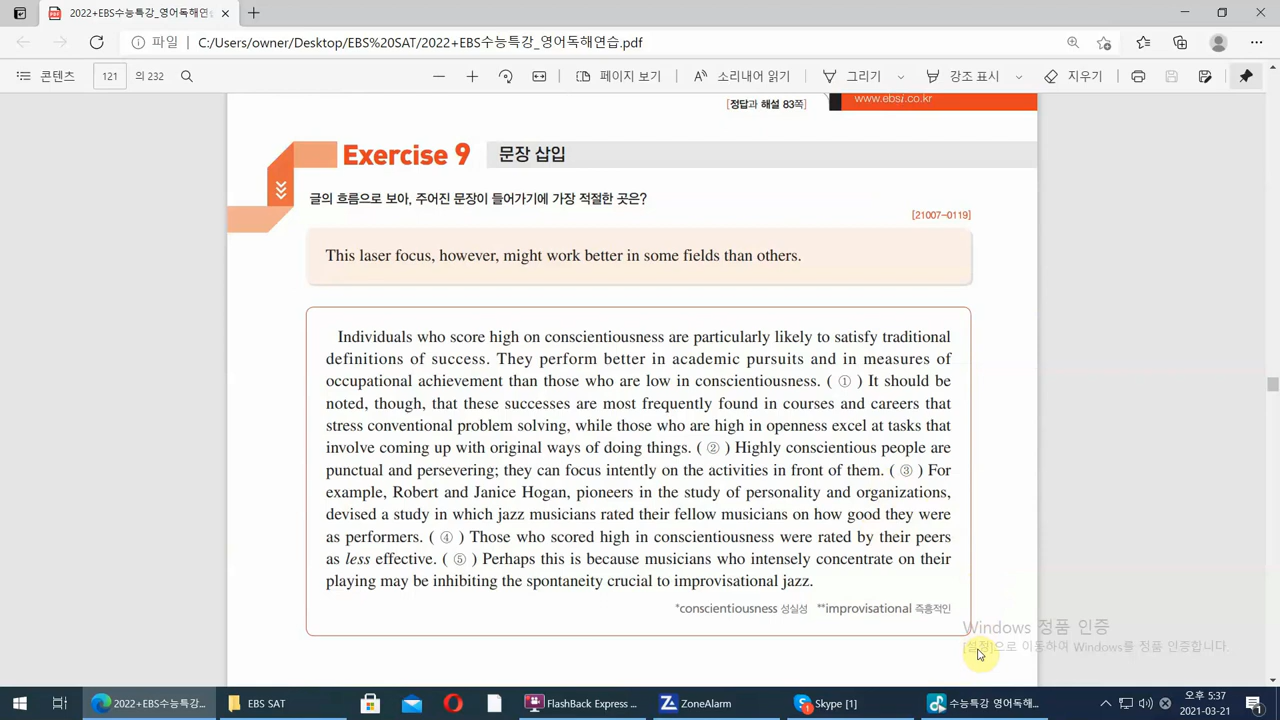 2022+EBS수능특강_영어독해연
파일 C:/Users/owner/Desktop/EBS%20SAT/2022+EBS수능특강_영어독해연습.pdf
콘텐츠 121 의 232 페이지 보기 소리내어 읽기 그리기 강조 표시 지우기
[정답과 해설 83쪽] www.ebsi.co.kr
Exercise 9 문장 삽입
글의 흐름으로 보아, 주어진 문장이 들어가기에 가장 적절한 곳은?
[21007-0119]
This laser focus, however, might work better in some fields than others.
Individuals who score high on conscientiousness are particularly likely to satisfy traditional
definitions of success. They perform better in academic pursuits and in measures of
occupational achievement than those who are low in conscientiousness. ( ① ) It should be
noted, though, that these successes are most frequently found in courses and careers that
stress conventional problem solving, while those who are high in openness excel at tasks that
involve coming up with original ways of doing things. ( ② ) Highly conscientious people are
punctual and persevering; they can focus intently on the activities in front of them. ( ③ ) For
example, Robert and Janice Hogan, pioneers in the study of personality and organizations,
devised a study in which jazz musicians rated their fellow musicians on how good they were
as performers. ( ④ ) Those who scored high in conscientiousness were rated by their peers
as less effective. ( ⑤ ) Perhaps this is because musicians who intensely concentrate on their
playing may be inhibiting the spontaneity crucial to improvisational jazz.
*conscientiousness 성실성 **improvisational 즉흥적인
Windows 정품 인증
[설정]으로 이동하여 Windows를 정품 인증합니다.
2022+EBS수능특강... EBS SAT FlashBack Express ... ZoneAlarm Skype [1] 수능특강 영어독해... 오후 5:37
2021-03-21